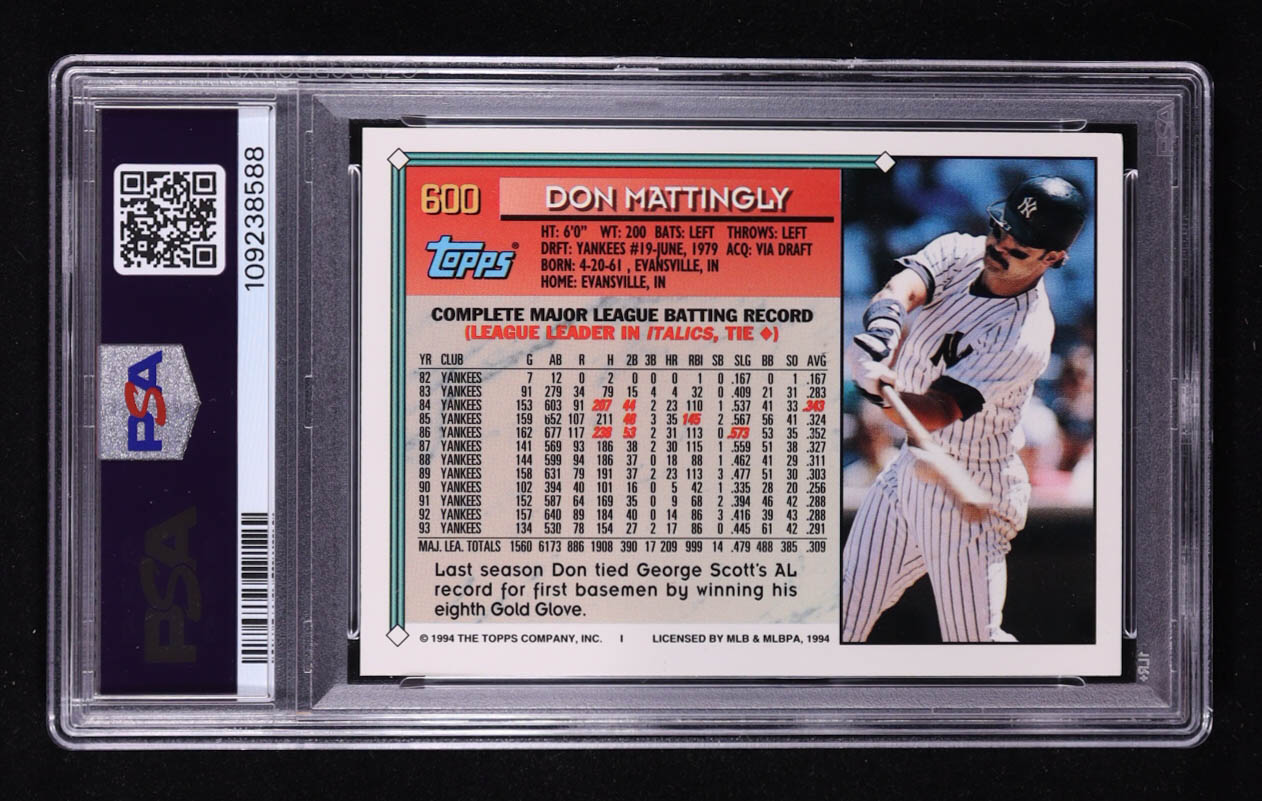 109238588
PSA
PSA
600
DON MATTINGLY
topps®
HT: 6'0" WT: 200 BATS: LEFT THROWS: LEFT
DRFT: YANKEES #19-JUNE, 1979 ACQ: VIA DRAFT
BORN: 4-20-61 , EVANSVILLE, IN
HOME: EVANSVILLE, IN
COMPLETE MAJOR LEAGUE BATTING RECORD
(LEAGUE LEADER IN ITALICS, TIE ♦)
YR CLUB G AB R H 2B 3B HR RBI SB SLG BB SO AVG
82 YANKEES 7 12 0 2 0 0 0 1 0 .167 0 1 .167
83 YANKEES 91 279 34 79 15 4 4 32 0 .409 21 31 .283
84 YANKEES 153 603 91 207 44 2 23 110 1 .537 41 33 .343
85 YANKEES 159 652 107 211 48 3 35 145 2 .567 56 41 .324
86 YANKEES 162 677 117 238 53 2 31 113 0 .573 53 35 .352
87 YANKEES 141 569 93 186 38 2 30 115 1 .559 51 38 .327
88 YANKEES 144 599 94 186 37 0 18 88 1 .462 41 29 .311
89 YANKEES 158 631 79 191 37 2 23 113 3 .477 51 30 .303
90 YANKEES 102 394 40 101 16 0 5 42 1 .335 28 20 .256
91 YANKEES 152 587 64 169 35 0 9 68 2 .394 46 42 .288
92 YANKEES 157 640 89 184 40 0 14 86 3 .416 39 43 .288
93 YANKEES 134 530 78 154 27 2 17 86 0 .445 61 42 .291
MAJ. LEA. TOTALS 1560 6173 886 1908 390 17 209 999 14 .479 488 385 .309
Last season Don tied George Scott's AL
record for first basemen by winning his
eighth Gold Glove.
© 1994 THE TOPPS COMPANY, INC. I LICENSED BY MLB & MLBPA, 1994
NY
NY